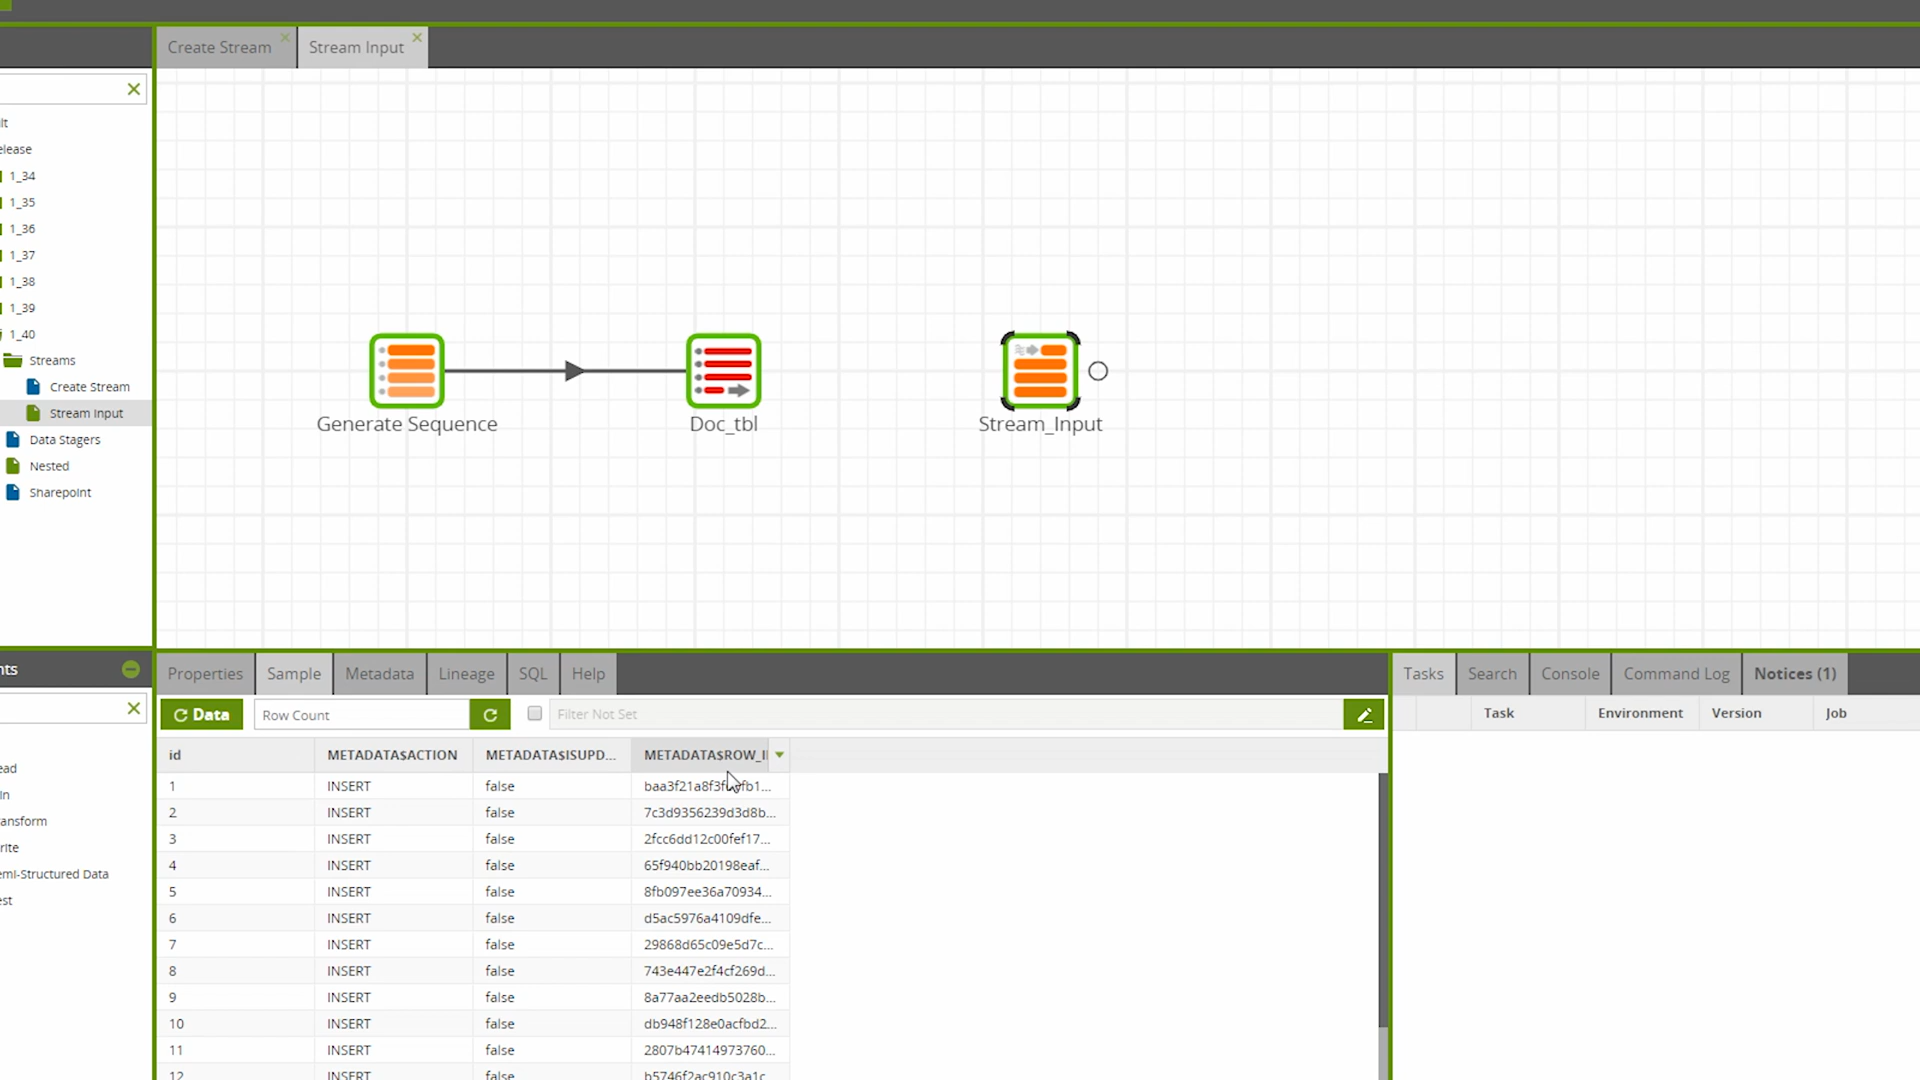 Create Stream
Stream Input
lt
elease
1_34
1_35
1_36
1_37
1_38
1_39
1_40
Streams
Create Stream
Stream Input
Data Stagers
Nested
Sharepoint
Generate Sequence
Doc_tbl
Stream_Input
nts
ead
in
ansform
rite
emi-Structured Data
est
Properties
Sample
Metadata
Lineage
SQL
Help
Data
Row Count
Filter Not Set
id METADATA$ACTION METADATA$ISUPD... METADATA$ROW_I
1 INSERT false
2 INSERT false 7c3d9356239d3d8b...
3 INSERT false 2fcc6dd12c00fef17...
4 INSERT false 65f940bb20198eaf...
5 INSERT false 8fb097ee36a70934...
6 INSERT false d5ac5976a4109dfe...
7 INSERT false 29868d65c09e5d7c...
8 INSERT false 743e447e2f4cf269d...
9 INSERT false 8a77aa2eedb5028b...
10 INSERT false db948f128e0acfbd2...
11 INSERT false 2807b47414973760...
12 INSERT false b5746f2ac910c3a1c
Tasks
Search
Console
Command Log
Notices (1)
Task
Environment
Version
Job